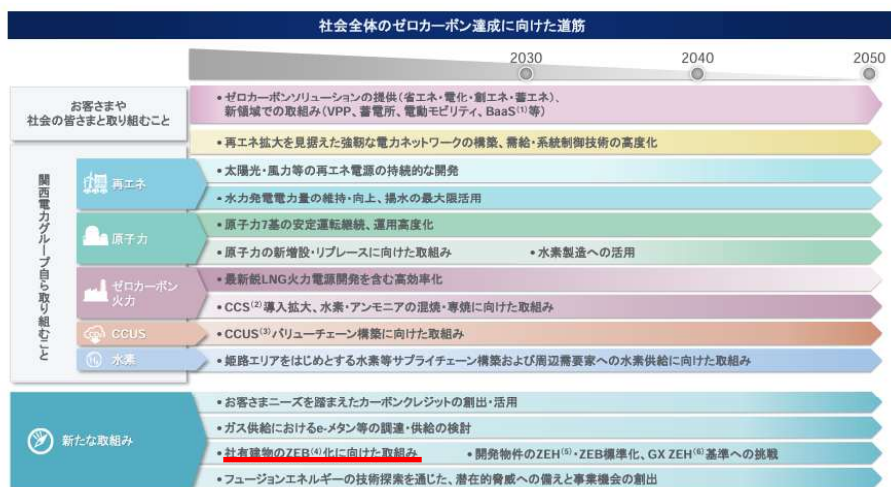 社会全体のゼロカーボン達成に向けた道筋
2030
2040
2050
お客さまや
社会の皆さまと取り組むこと
・ゼロカーボンソリューションの提供(省エネ・電化・創エネ・蓄エネ)、
新領域での取組み(VPP、蓄電所、電動モビリティ、BaaS(1)等)
関西電力グループ自ら取り組むこと
・再エネ拡大を見据えた強靭な電力ネットワークの構築、需給・系統制御技術の高度化
再エネ
・太陽光・風力等の再エネ電源の持続的な開発
・水力発電電力量の維持・向上、揚水の最大限活用
原子力
・原子力7基の安定運転継続、運用高度化
・原子力の新増設・リプレースに向けた取組み
・水素製造への活用
ゼロカーボン
火力
・最新鋭LNG火力電源開発を含む高効率化
・CCS(2)導入拡大、水素・アンモニアの混焼・専焼に向けた取組み
CCUS
・CCUS(3)バリューチェーン構築に向けた取組み
水素
・姫路エリアをはじめとする水素等サプライチェーン構築および周辺需要家への水素供給に向けた取組み
新たな取組み
・お客さまニーズを踏まえたカーボンクレジットの創出・活用
・ガス供給におけるe-メタン等の調達・供給の検討
・社有建物のZEB(4)化に向けた取組み
・開発物件のZEH(5)・ZEB標準化、GX ZEH(6)基準への挑戦
・フュージョンエネルギーの技術探索を通じた、潜在的脅威への備えと事業機会の創出